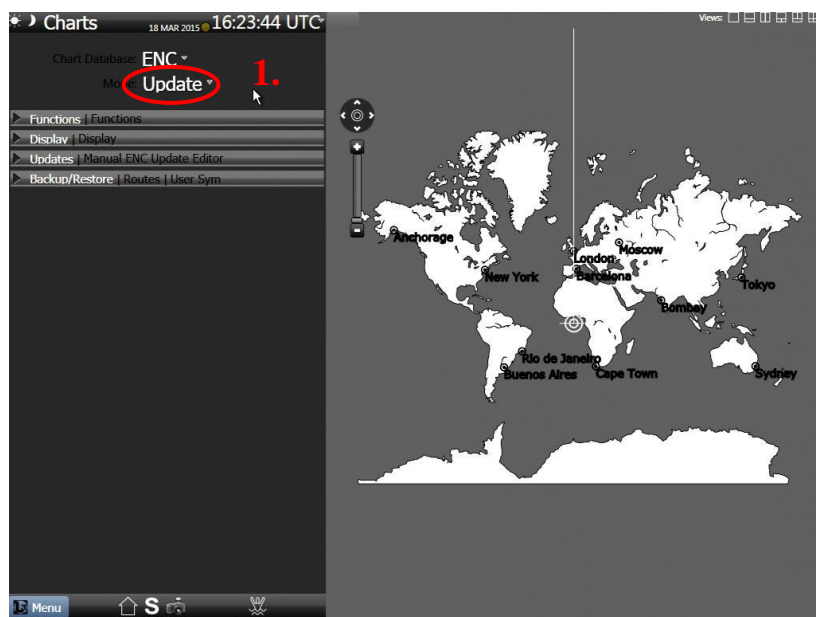 Charts 18 MAR 2015 16:23:44 UTC
Views:
Chart Database: ENC
Mode: Update
1.
Functions | Functions
Display | Display
Updates | Manual ENC Update Editor
Backup/Restore | Routes | User Sym
Anchorage
Moscow
London
New York
Barcelona
Tokyo
Bombay
Rio de Janeiro
Buenos Aires
Cape Town
Sydney
Menu
S